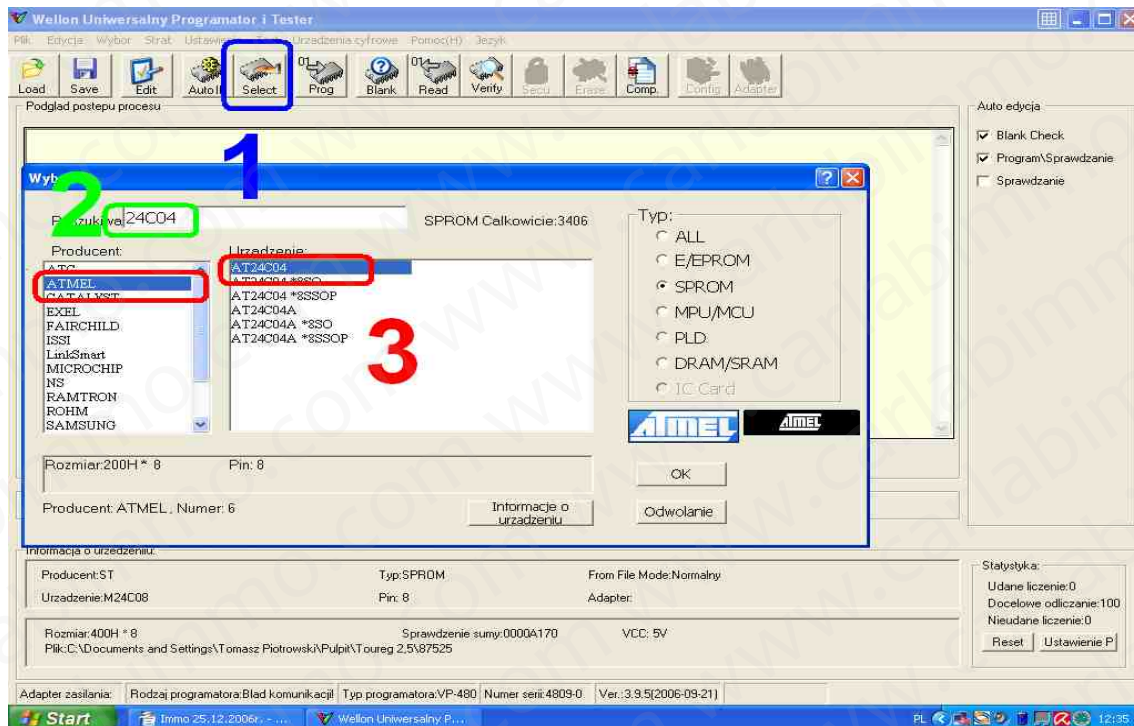 Wellon Uniwersalny Programator i Tester
Plik Edycja Wybor Strat Urzadzenia cyfrowe Pomoc(H) Jezyk
Load Save Edit Select Prog Blank Read Verify Secu Erase Comp. Config Adapter
1
Podglad postepu procesu
Auto edycja
Blank Check
Program\Sprawdzanie
Sprawdzanie
2
24C04
SPROM Calkowicie:3406
Typ:
ALL
E/EPROM
SPROM
MPU/MCU
PLD
DRAM/SRAM
IC Card
Producent:
ATC
ATMEL
CATALYST
EXEL
FAIRCHILD
ISSI
LinkSmart
MICROCHIP
NS
RAMTRON
ROHM
SAMSUNG
Urzadzenie:
AT24C04
AT24C04 *8SO
AT24C04 *8SSOP
AT24C04A
AT24C04A *8SO
AT24C04A *8SSOP
3
ATMEL ATMEL
Rozmiar:200H * 8 Pin: 8
OK
Producent: ATMEL , Numer: 6
Informacje o
urzadzeniu
Odwolanie
Informacja o urzedzeniu:
Producent:ST Typ:SPROM From File Mode:Normalny
Urzadzenie:M24C08 Pin: 8 Adapter:
Rozmiar:400H * 8 Sprawdzenie sumy:0000A170 VCC: 5V
Plik:C:\Documents and Settings\Tomasz Piotrowski\Pulpit\Toureg 2,5\87525
Statystyka:
Udane liczenie:0
Docelowe odliczanie:100
Nieudane liczenie:0
Reset Ustawienie P
Adapter zasilania: Rodzaj programatora:Blad komunikacji Typ programatora:VP-480 Numer serii:4809-0 Ver.:3.9.5(2006-09-21)
Start Immo 25.12.2006r. - ... Wellon Uniwersalny P... PL 12:35